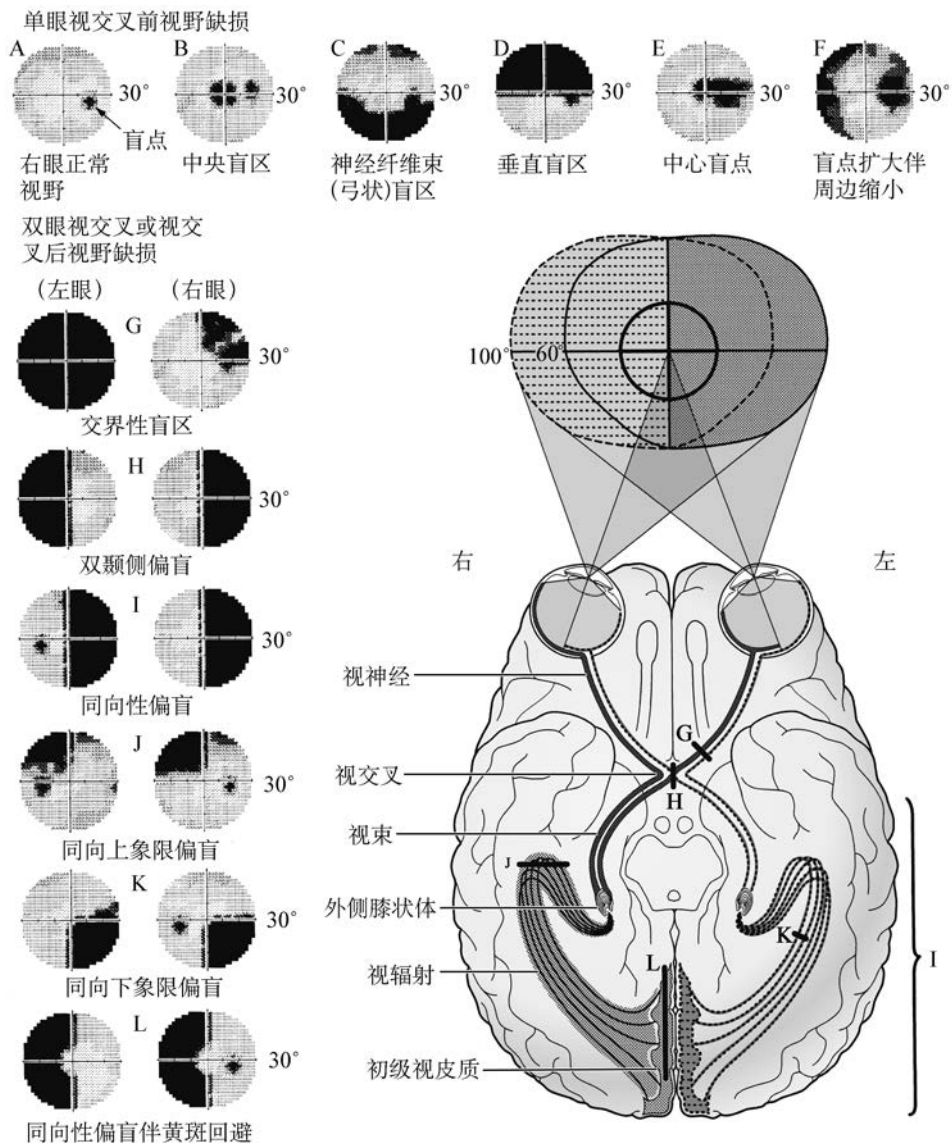 单眼视交叉前视野缺损
A
B
C
D
E
F
30°
30°
30°
30°
30°
30°
盲点
右眼正常
视野
中央盲区
神经纤维束
(弓状)盲区
垂直盲区
中心盲点
盲点扩大伴
周边缩小
双眼视交叉或视交
叉后视野缺损
(左眼)
(右眼)
G
30°
交界性盲区
H
30°
双颞侧偏盲
I
30°
同向性偏盲
J
30°
同向上象限偏盲
K
30°
同向下象限偏盲
L
30°
同向性偏盲伴黄斑回避
100°
60°
右
左
视神经
G
视交叉
H
视束
J
外侧膝状体
K
视辐射
L
I
初级视皮质